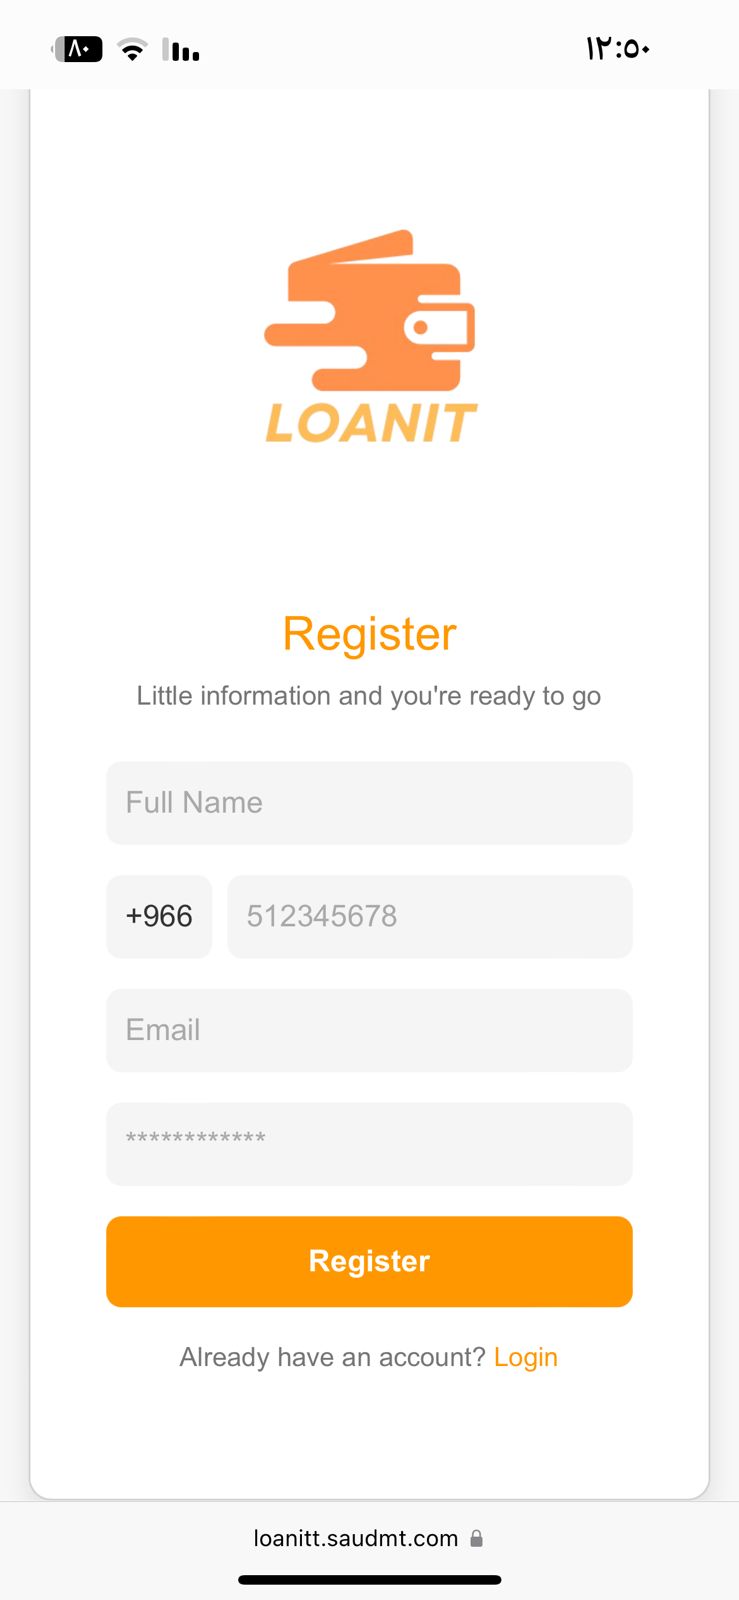 ٨٠ ١٢:٥٠
LOANIT
Register
Little information and you're ready to go
Full Name
+966 512345678
Email
************
Register
Already have an account? Login
loanitt.saudmt.com